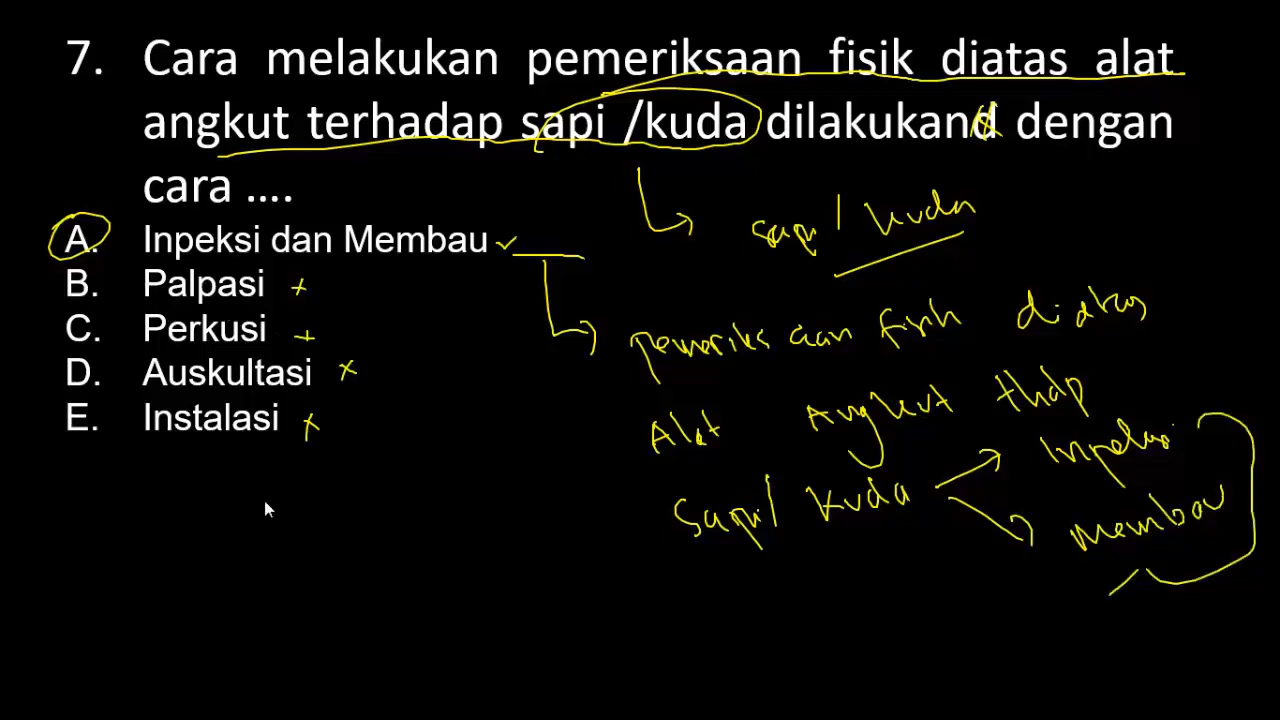 7. Cara melakukan pemeriksaan fisik diatas alat
angkut terhadap sapi /kuda dilakukand dengan
cara ....
A. Inpeksi dan Membau
B. Palpasi
C. Perkusi
D. Auskultasi
E. Instalasi
sapi / kuda
pemeriksaan fisik diatas
Alat Angkut thdp
Sapi/ Kuda
Inpeksi
Membau